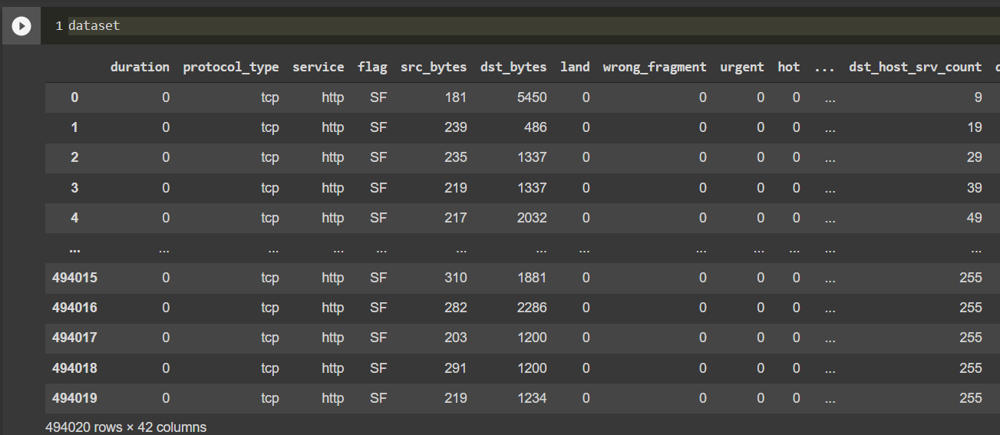 1 dataset
duration protocol_type service flag src_bytes dst_bytes land wrong_fragment urgent hot ... dst_host_srv_count
0 0 tcp http SF 181 5450 0 0 0 0 ... 9
1 0 tcp http SF 239 486 0 0 0 0 ... 19
2 0 tcp http SF 235 1337 0 0 0 0 ... 29
3 0 tcp http SF 219 1337 0 0 0 0 ... 39
4 0 tcp http SF 217 2032 0 0 0 0 ... 49
... ... ... ... ... ... ... ... ... ... ... ... ...
494015 0 tcp http SF 310 1881 0 0 0 0 ... 255
494016 0 tcp http SF 282 2286 0 0 0 0 ... 255
494017 0 tcp http SF 203 1200 0 0 0 0 ... 255
494018 0 tcp http SF 291 1200 0 0 0 0 ... 255
494019 0 tcp http SF 219 1234 0 0 0 0 ... 255
494020 rows × 42 columns